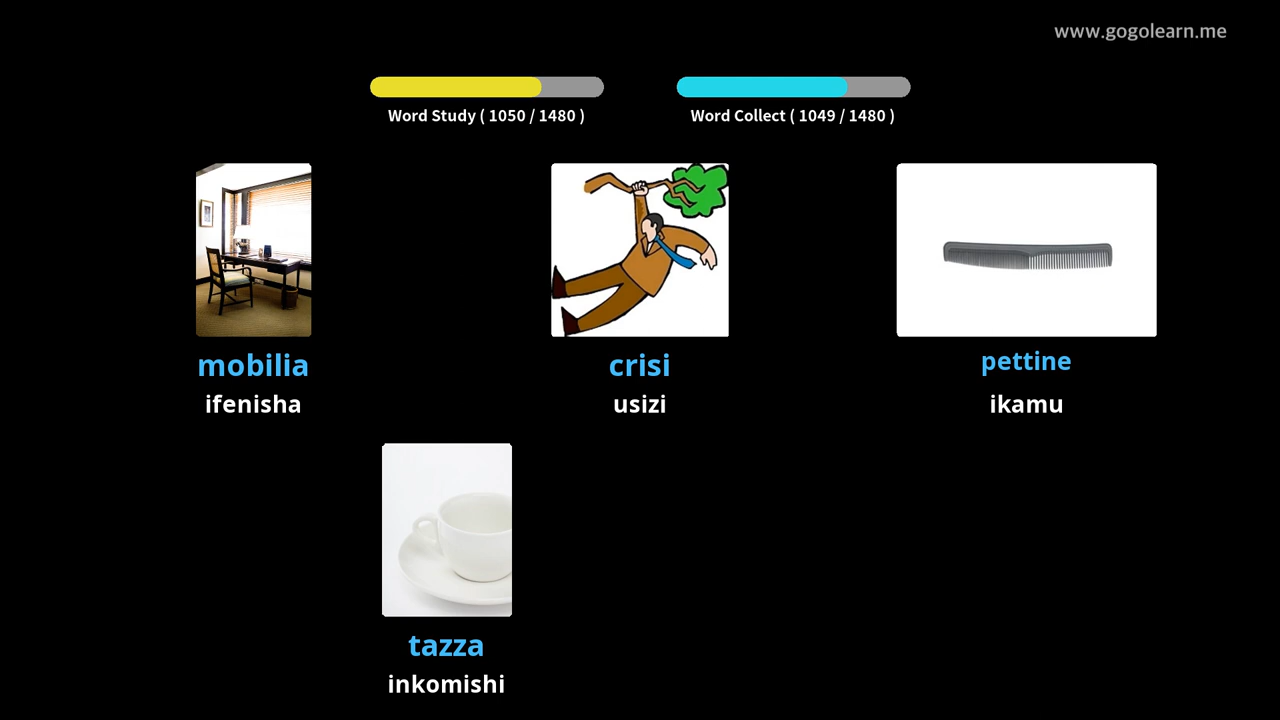 www.gogolearn.me
Word Study ( 1050 / 1480 )
Word Collect ( 1049 / 1480 )
mobilia
ifenisha
crisi
usizi
pettine
ikamu
tazza
inkomishi